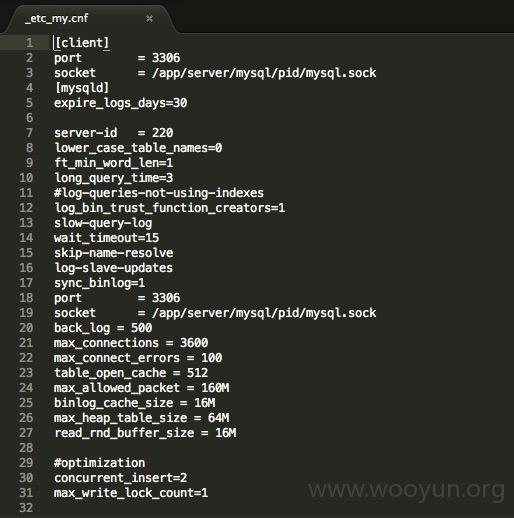 _etc_my.cnf ×
1 [client]
2 port = 3306
3 socket = /app/server/mysql/pid/mysql.sock
4 [mysqld]
5 expire_logs_days=30
6
7 server-id = 220
8 lower_case_table_names=0
9 ft_min_word_len=1
10 long_query_time=3
11 #log-queries-not-using-indexes
12 log_bin_trust_function_creators=1
13 slow-query-log
14 wait_timeout=15
15 skip-name-resolve
16 log-slave-updates
17 sync_binlog=1
18 port = 3306
19 socket = /app/server/mysql/pid/mysql.sock
20 back_log = 500
21 max_connections = 3600
22 max_connect_errors = 100
23 table_open_cache = 512
24 max_allowed_packet = 160M
25 binlog_cache_size = 16M
26 max_heap_table_size = 64M
27 read_rnd_buffer_size = 16M
28
29 #optimization
30 concurrent_insert=2
31 max_write_lock_count=1
32
www.wooyun.org